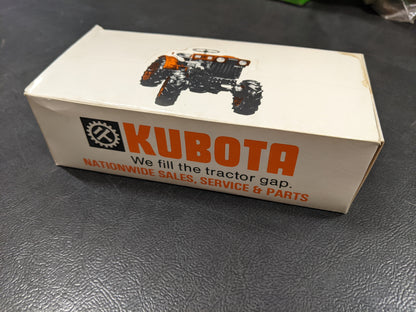 KUBOTA
We fill the tractor gap.
NATIONWIDE SALES, SERVICE & PARTS